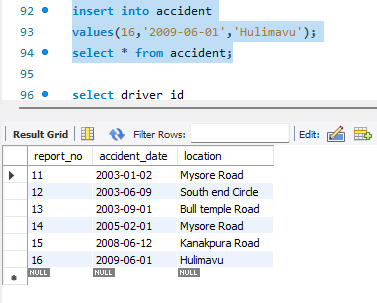 92 insert into accident
93 values(16,'2009-06-01','Hulimavu');
94 select * from accident;
95
96 select driver id
Result Grid Filter Rows: Edit:
report_no accident_date location
11 2003-01-02 Mysore Road
12 2003-06-09 South end Circle
13 2003-09-01 Bull temple Road
14 2005-02-01 Mysore Road
15 2008-06-12 Kanakpura Road
16 2009-06-01 Hulimavu
NULL NULL NULL